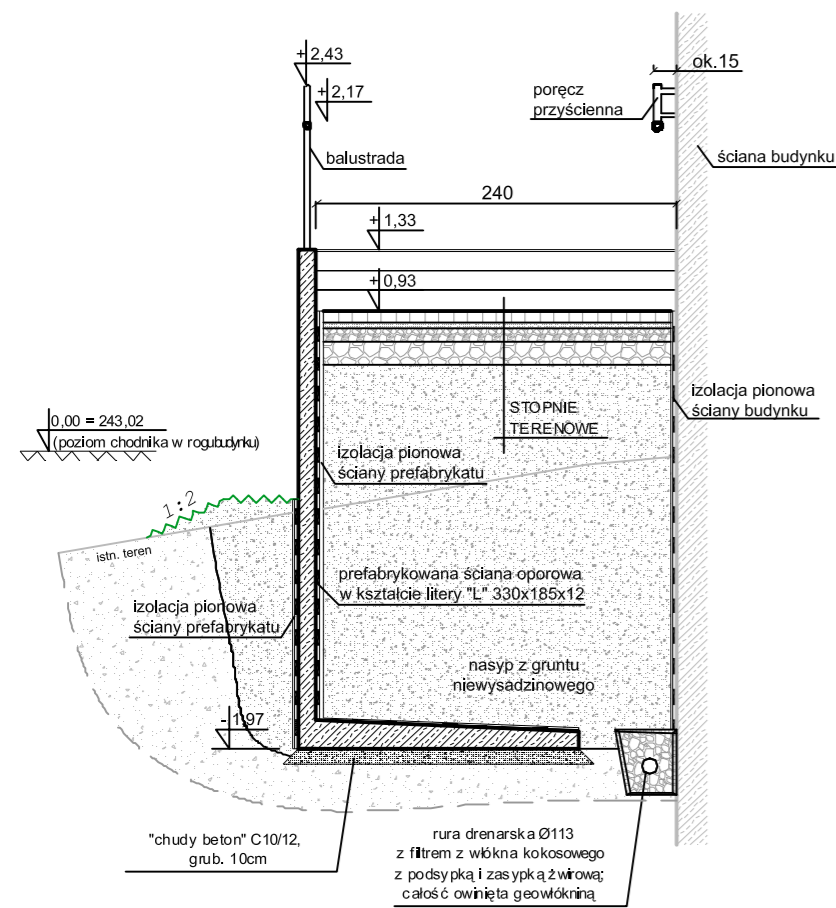 + 2,43
+ 2,17
ok.15
poręcz
przyścienna
balustrada
ściana budynku
240
+ 1,33
+ 0,93
izolacja pionowa
ściany budynku
STOPNIE
TERENOWE
0,00 = 243,02
(poziom chodnika w rogu budynku)
izolacja pionowa
ściany prefabrykatu
1:2
istn. teren
prefabrykowana ściana oporowa
w kształcie litery "L" 330x185x12
izolacja pionowa
ściany prefabrykatu
nasyp z gruntu
niewysadzinowego
- 1,97
"chudy beton" C10/12,
grub. 10cm
rura drenarska Ø113
z filtrem z włókna kokosowego
z podsypką i zasypką żwirową;
całość owinięta geowłókniną